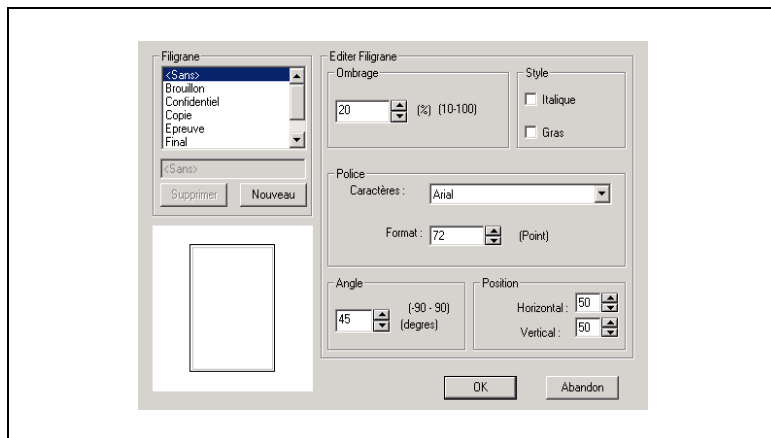 Filigrane
<Sans>
Brouillon
Confidentiel
Copie
Epreuve
Final
<Sans>
Supprimer
Nouveau
Editer Filigrane
Ombrage
20 (%) (10-100)
Style
Italique
Gras
Police
Caractères : Arial
Format : 72 (Point)
Angle
45 (-90 - 90)
(degres)
Position
Horizontal : 50
Vertical : 50
OK
Abandon